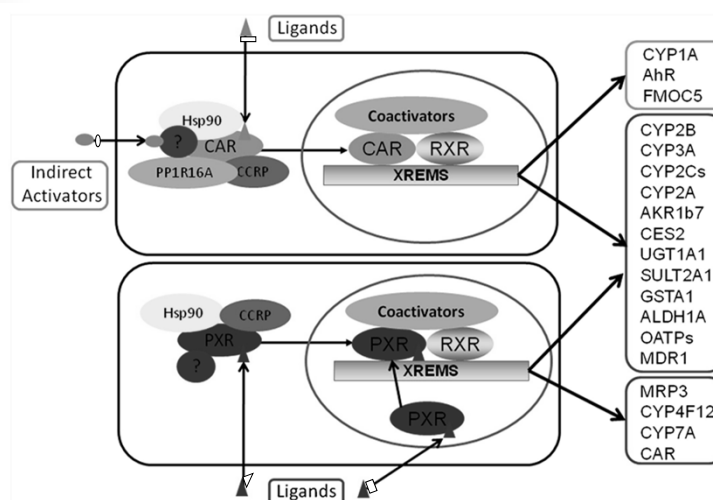 Ligands
Hsp90
?
CAR
PP1R16A
CCRP
Indirect
Activators
Coactivators
CAR
RXR
XREMS
CYP1A
AhR
FMOC5
CYP2B
CYP3A
CYP2Cs
CYP2A
AKR1b7
CES2
UGT1A1
SULT2A1
GSTA1
ALDH1A
OATPs
MDR1
Hsp90
CCRP
PXR
?
Coactivators
PXR
RXR
XREMS
PXR
Ligands
MRP3
CYP4F12
CYP7A
CAR